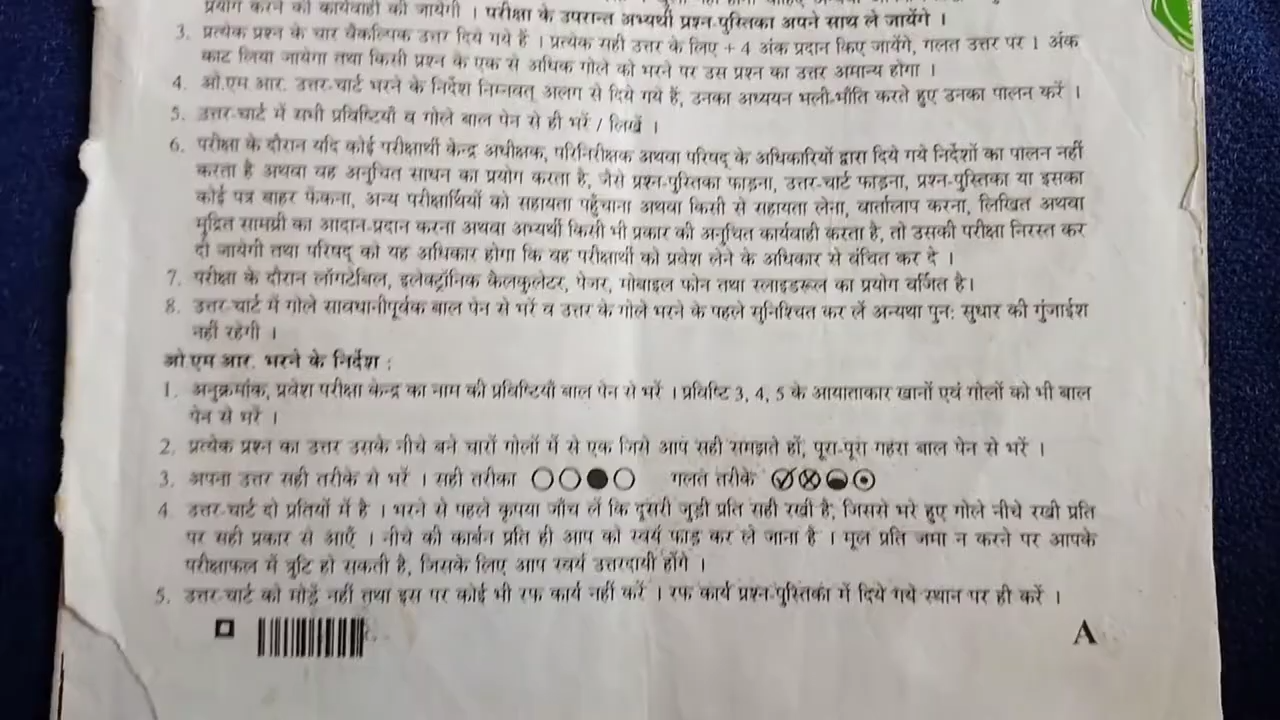 प्रयोग करने की कार्यवाही की जायेगी । परीक्षा के उपरान्त अभ्यर्थी प्रश्न-पुस्तिका अपने साथ ले जायेंगे ।
3. प्रत्येक प्रश्न के चार वैकल्पिक उत्तर दिये गये हैं । प्रत्येक सही उत्तर के लिए + 4 अंक प्रदान किए जायेंगे, गलत उत्तर पर 1 अंक
काट लिया जायेगा तथा किसी प्रश्न के एक से अधिक गोले को भरने पर उस प्रश्न का उत्तर अमान्य होगा ।
4. ओ.एम आर. उत्तर-चार्ट भरने के निर्देश निम्नवत् अलग से दिये गये हैं, उनका अध्ययन भली-भाँति करते हुए उनका पालन करें ।
5. उत्तर-चार्ट में सभी प्रविष्टियाँ व गोले बाल पेन से ही भरें / लिखें ।
6. परीक्षा के दौरान यदि कोई परीक्षार्थी केन्द्र अधीक्षक, परिनिरीक्षक अथवा परिषद् के अधिकारियों द्वारा दिये गये निर्देशों का पालन नहीं
करता है अथवा वह अनुचित साधन का प्रयोग करता है, जैसे प्रश्न-पुस्तिका फाड़ना, उत्तर-चार्ट फाड़ना, प्रश्न-पुस्तिका या इसका
कोई पत्र बाहर फेंकना, अन्य परीक्षार्थियों को सहायता पहुँचाना अथवा किसी से सहायता लेना, वार्तालाप करना, लिखित अथवा
मुद्रित सामग्री का आदान-प्रदान करना अथवा अभ्यर्थी किसी भी प्रकार की अनुचित कार्यवाही करता है, तो उसकी परीक्षा निरस्त कर
दी जायेगी तथा परिषद् को यह अधिकार होगा कि वह परीक्षार्थी को प्रवेश लेने के अधिकार से वंचित कर दे ।
7. परीक्षा के दौरान लॉगटेबिल, इलेक्ट्रॉनिक कैलकुलेटर, पेजर, मोबाइल फोन तथा स्लाइडरूल का प्रयोग वर्जित है।
8. उत्तर-चार्ट में गोले सावधानीपूर्वक बाल पेन से भरें व उत्तर के गोले भरने के पहले सुनिश्चित कर लें अन्यथा पुनः सुधार की गुंजाईश
नहीं रहेगी ।
ओ.एम आर. भरने के निर्देश :
1. अनुक्रमांक, प्रवेश परीक्षा केन्द्र का नाम की प्रविष्टियाँ बाल पेन से भरें । प्रविष्टि 3, 4, 5 के आयाताकार खानों एवं गोलों को भी बाल
पेन से भरें ।
2. प्रत्येक प्रश्न का उत्तर उसके नीचे बने चारों गोलों में से एक जिसे आप सही समझते हों, पूरा-पूरा गहरा बाल पेन से भरें ।
3. अपना उत्तर सही तरीके से भरें । सही तरीका गलत तरीके
4. उत्तर-चार्ट दो प्रतियों में है । भरने से पहले कृपया जाँच लें कि दूसरी जुड़ी प्रति सही रखी है, जिससे भरे हुए गोले नीचे रखी प्रति
पर सही प्रकार से आएँ । नीचे की कार्बन प्रति ही आप को स्वयं फाड़ कर ले जाना है । मूल प्रति जमा न करने पर आपके
परीक्षाफल में त्रुटि हो सकती है, जिसके लिए आप स्वयं उत्तरदायी होंगे ।
5. उत्तर-चार्ट को मोड़ें नहीं तथा इस पर कोई भी रफ कार्य नहीं करें । रफ कार्य प्रश्न-पुस्तिका में दिये गये स्थान पर ही करें ।
A